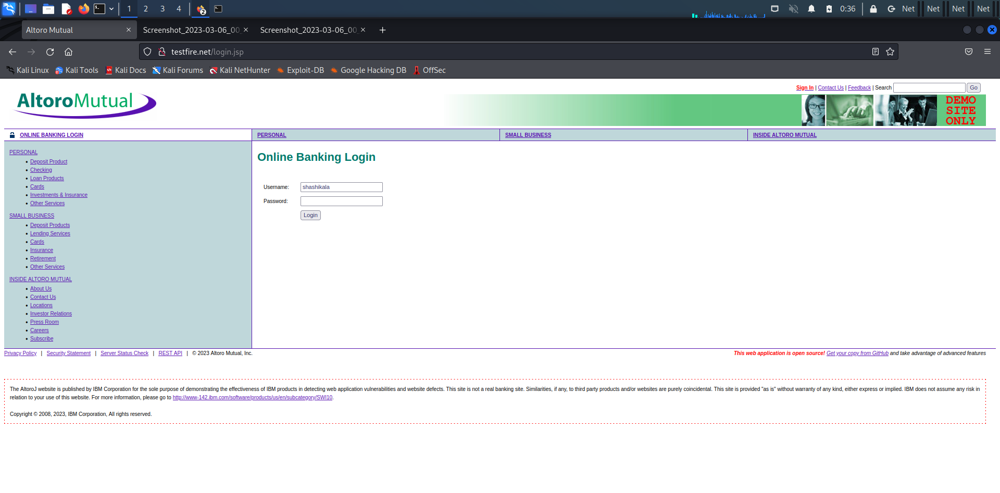 1 2 3 4 2 0:36 Net Net Net Net
Altoro Mutual Screenshot_2023-03-06_00 Screenshot_2023-03-06_00
testfire.net/login.jsp
Kali Linux Kali Tools Kali Docs Kali Forums Kali NetHunter Exploit-DB Google Hacking DB OffSec
Sign In | Contact Us | Feedback | Search Go
AltoroMutual
DEMO
SITE
ONLY
ONLINE BANKING LOGIN PERSONAL SMALL BUSINESS INSIDE ALTORO MUTUAL
PERSONAL
Deposit Product
Checking
Loan Products
Cards
Investments & Insurance
Other Services
SMALL BUSINESS
Deposit Products
Lending Services
Cards
Insurance
Retirement
Other Services
INSIDE ALTORO MUTUAL
About Us
Contact Us
Locations
Investor Relations
Press Room
Careers
Subscribe
Online Banking Login
Username: shashikala
Password:
Login
Privacy Policy | Security Statement | Server Status Check | REST API | © 2023 Altoro Mutual, Inc.
This web application is open source! Get your copy from GitHub and take advantage of advanced features
The AltoroJ website is published by IBM Corporation for the sole purpose of demonstrating the effectiveness of IBM products in detecting web application vulnerabilities and website defects. This site is not a real banking site. Similarities, if any, to third party products and/or websites are purely coincidental. This site is provided "as is" without warranty of any kind, either express or implied. IBM does not assume any risk in
relation to your use of this website. For more information, please go to http://www-142.ibm.com/software/products/us/en/subcategory/SWI10.
Copyright © 2008, 2023, IBM Corporation, All rights reserved.